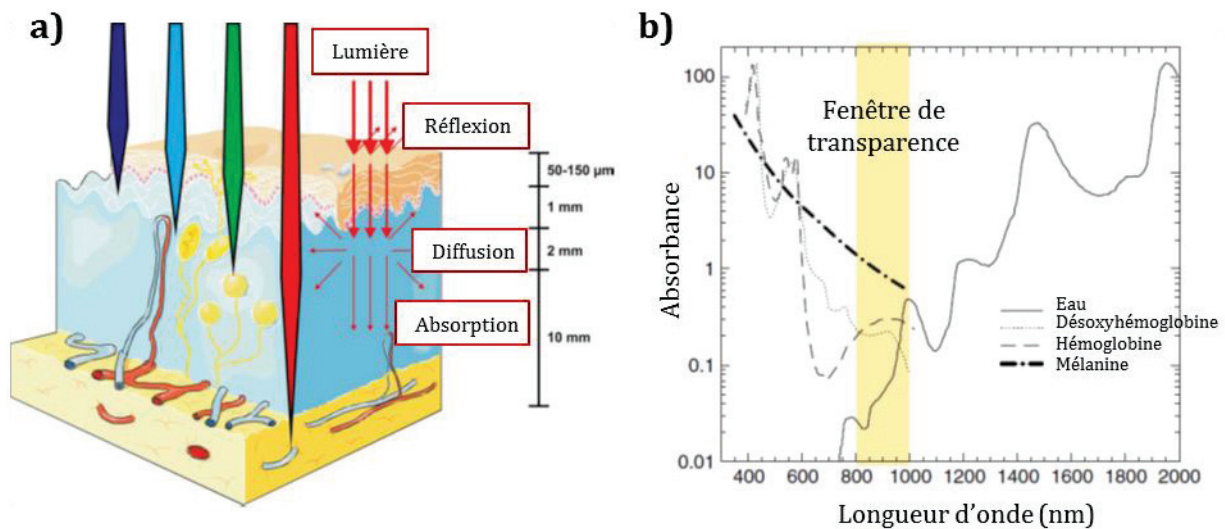 a)
Lumière
Réflexion
Diffusion
Absorption
50-150 µm
1 mm
2 mm
10 mm
b)
Absorbance
100
10
1
0.1
0.01
Fenêtre de
transparence
Eau
Désoxyhémoglobine
Hémoglobine
Mélanine
400 600 800 1000 1200 1400 1600 1800 2000
Longueur d'onde (nm)